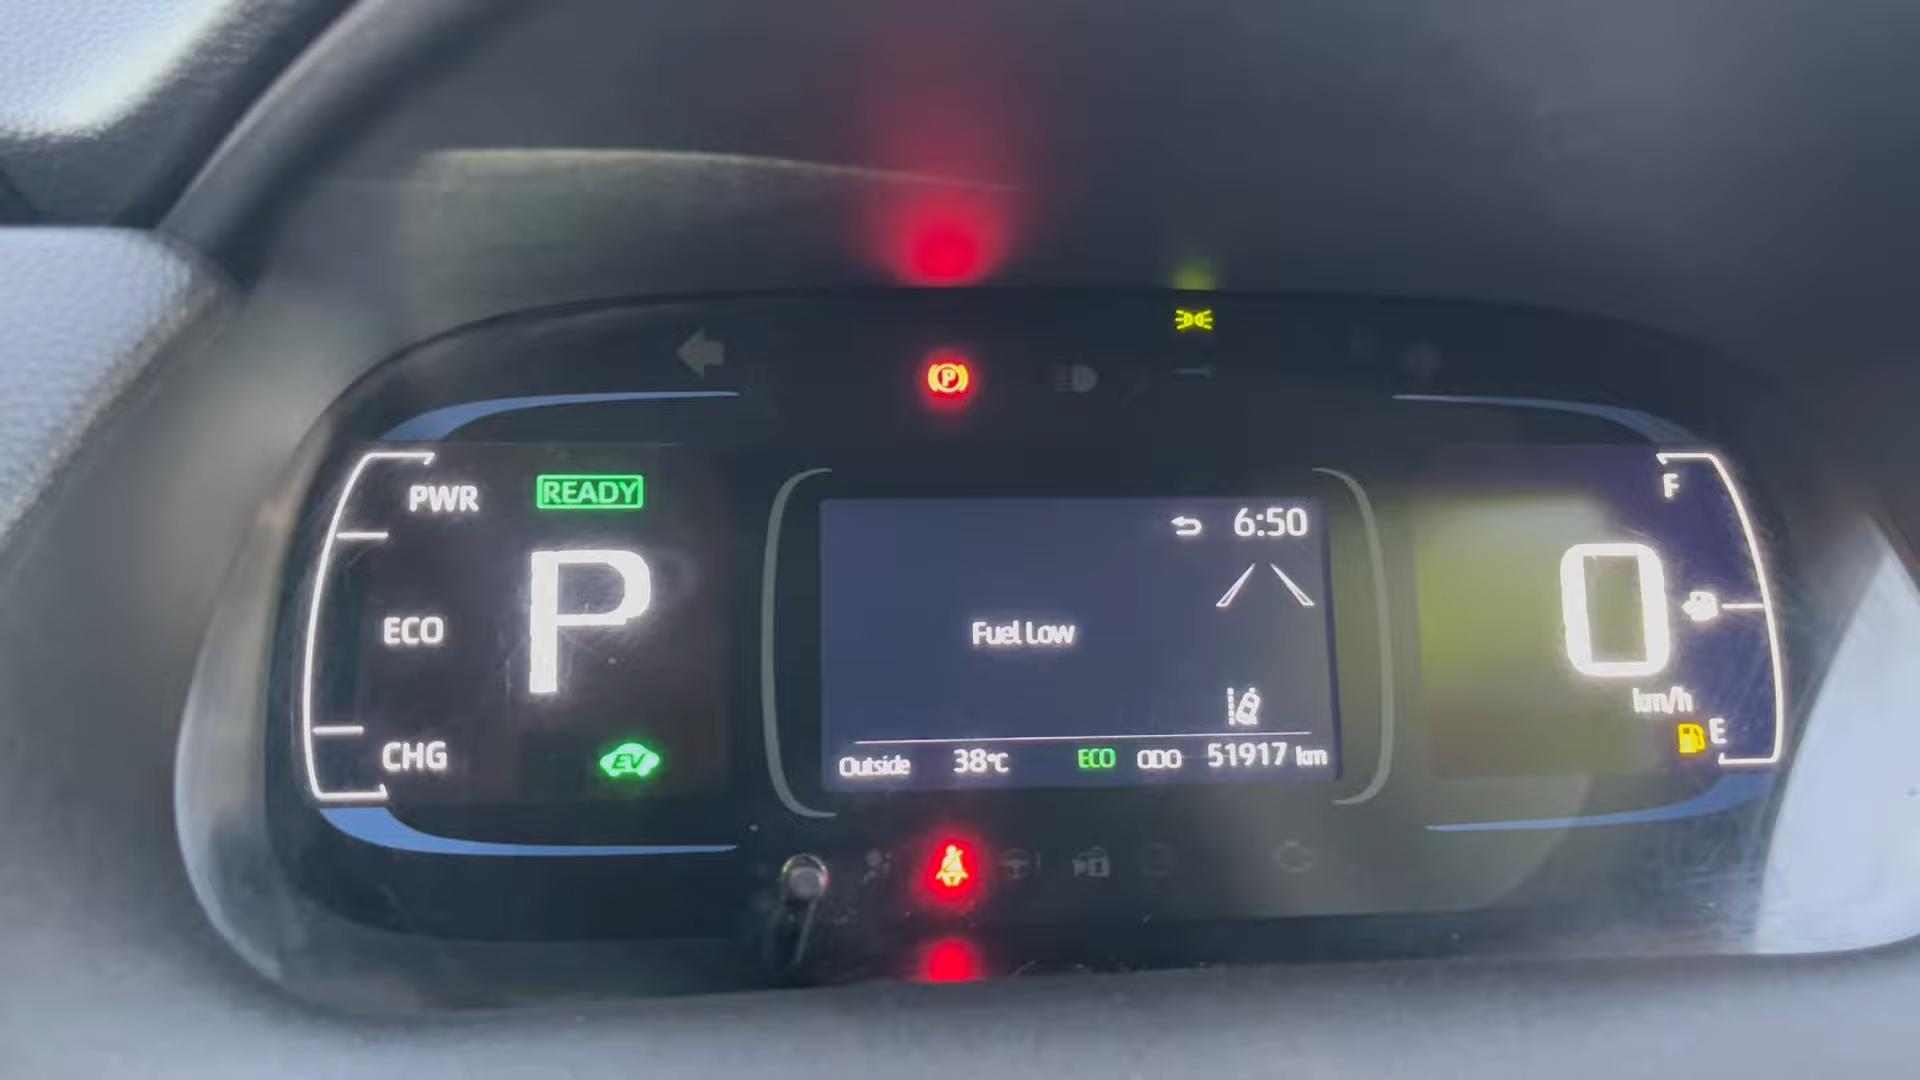 P
PWR
READY
6:50
F
P
0
ECO
Fuel Low
km/h
E
CHG
EV
Outside 38°C ECO ODO 51917 km